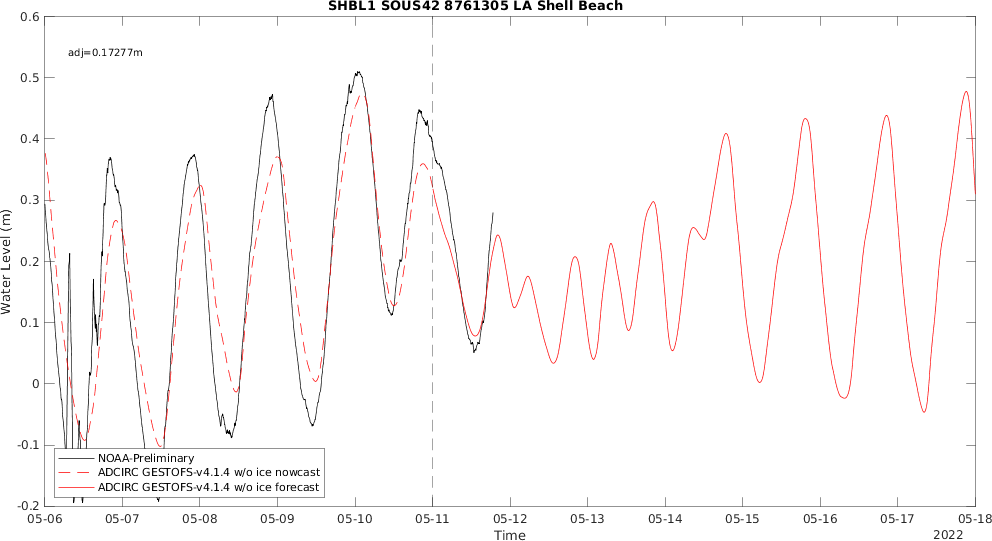 SHBL1 SOUS42 8761305 LA Shell Beach
adj=0.17277m
Water Level (m)
0.6
0.5
0.4
0.3
0.2
0.1
0
-0.1
-0.2
NOAA-Preliminary
ADCIRC GESTOFS-v4.1.4 w/o ice nowcast
ADCIRC GESTOFS-v4.1.4 w/o ice forecast
05-06 05-07 05-08 05-09 05-10 05-11 05-12 05-13 05-14 05-15 05-16 05-17 05-18
Time
2022